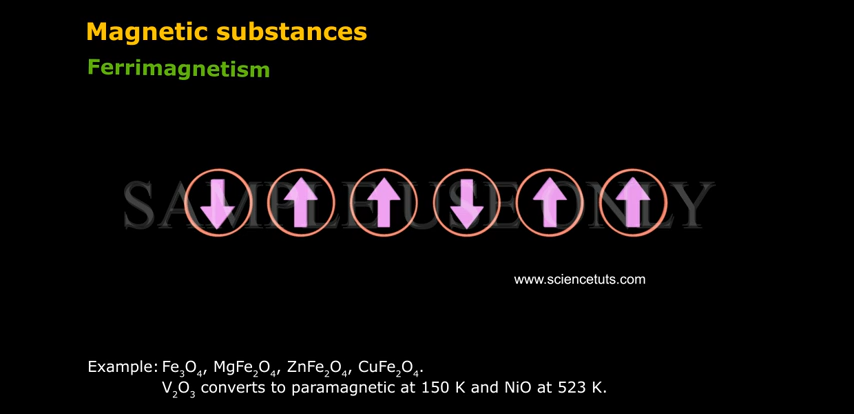 Magnetic substances
Ferrimagnetism
SAMPLE USE ONLY
www.sciencetuts.com
Example: Fe₃O₄, MgFe₂O₄, ZnFe₂O₄, CuFe₂O₄.
V₂O₃ converts to paramagnetic at 150 K and NiO at 523 K.